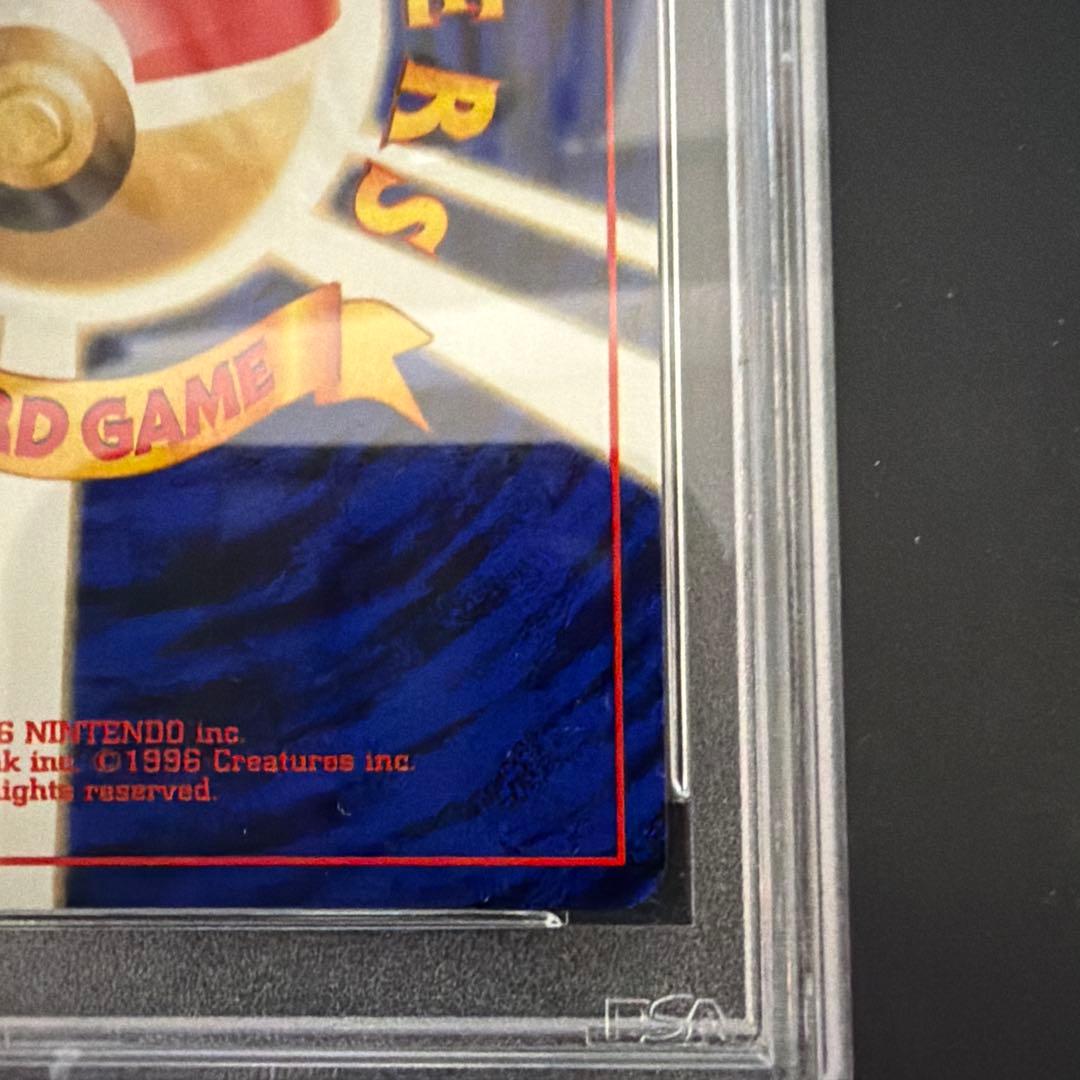 ERS
RD GAME
6 NINTENDO inc.
k inc. ©1996 Creatures inc.
ights reserved.
PSA